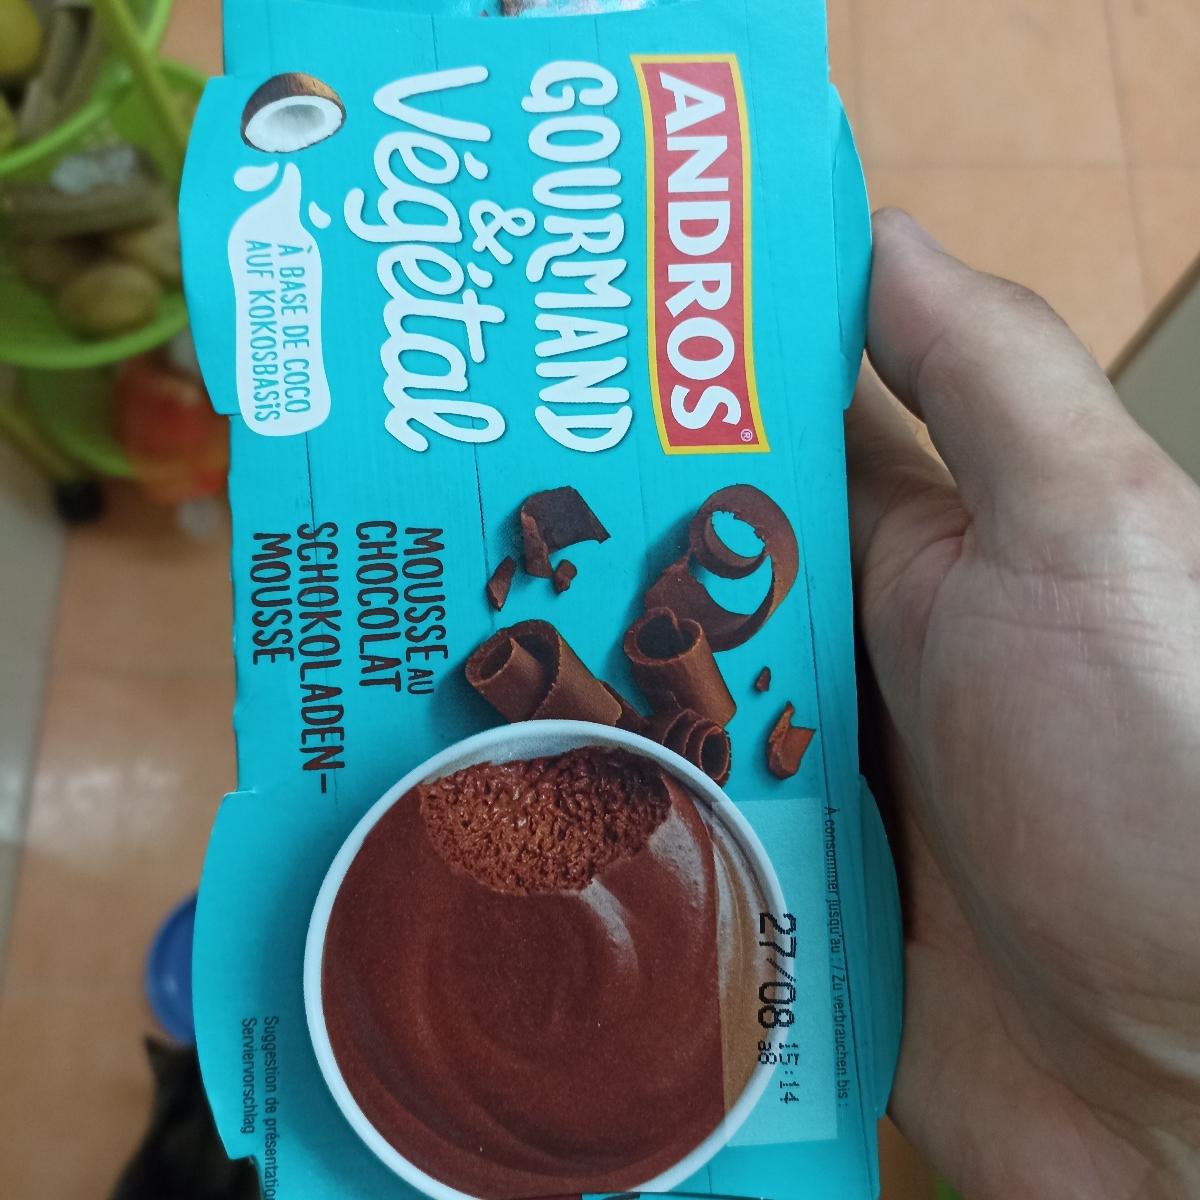 ANDROS®
GOURMAND
& Végétal
À BASE DE COCO
AUF KOKOSBASIS
MOUSSE AU
CHOCOLAT
SCHOKOLADEN-
MOUSSE
À consommer jusqu'au : / Zu verbrauchen bis :
27/08 15:14
a8
Suggestion de présentation
Serviervorschlag